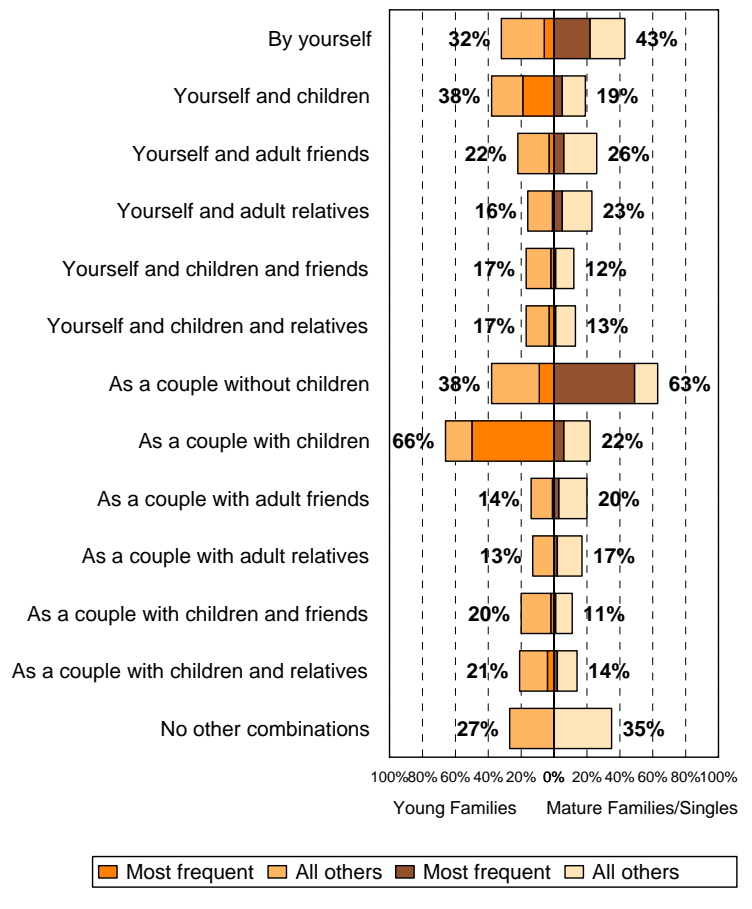 By yourself 32% 43%
Yourself and children 38% 19%
Yourself and adult friends 22% 26%
Yourself and adult relatives 16% 23%
Yourself and children and friends 17% 12%
Yourself and children and relatives 17% 13%
As a couple without children 38% 63%
As a couple with children 66% 22%
As a couple with adult friends 14% 20%
As a couple with adult relatives 13% 17%
As a couple with children and friends 20% 11%
As a couple with children and relatives 21% 14%
No other combinations 27% 35%
100% 80% 60% 40% 20% 0% 20% 40% 60% 80% 100%
Young Families Mature Families/Singles
Most frequent All others Most frequent All others